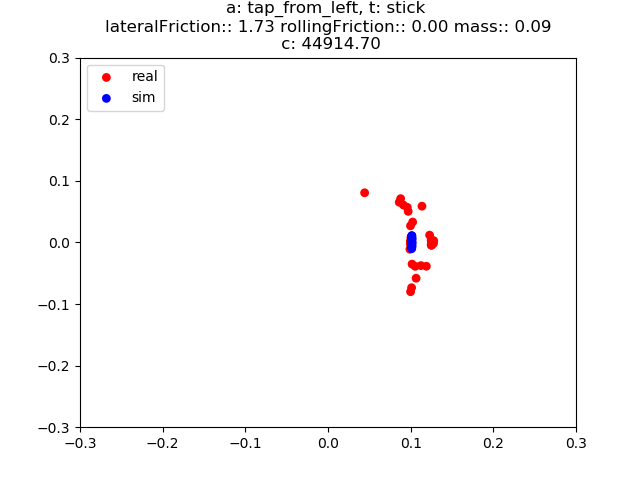 a: tap_from_left, t: stick
lateralFriction:: 1.73 rollingFriction:: 0.00 mass:: 0.09
c: 44914.70
real
sim
0.3
0.2
0.1
0.0
−0.1
−0.2
−0.3
−0.3 −0.2 −0.1 0.0 0.1 0.2 0.3